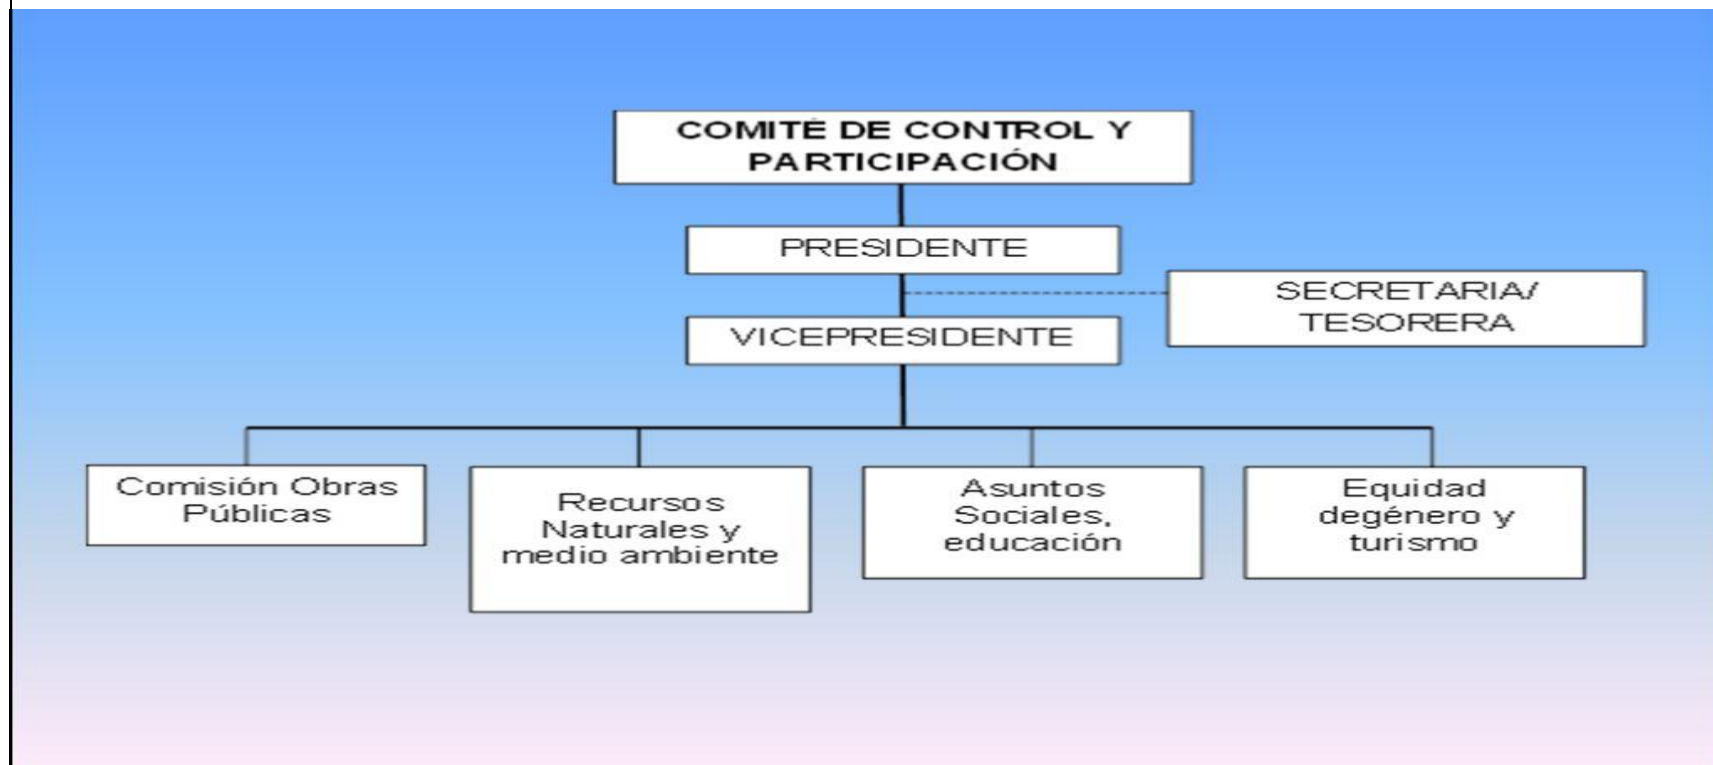 COMITÉ DE CONTROL Y
PARTICIPACIÓN
PRESIDENTE
SECRETARIA/
TESORERA
VICEPRESIDENTE
Comisión Obras
Públicas
Recursos
Naturales y
medio ambiente
Asuntos
Sociales,
educación
Equidad
degénero y
turismo